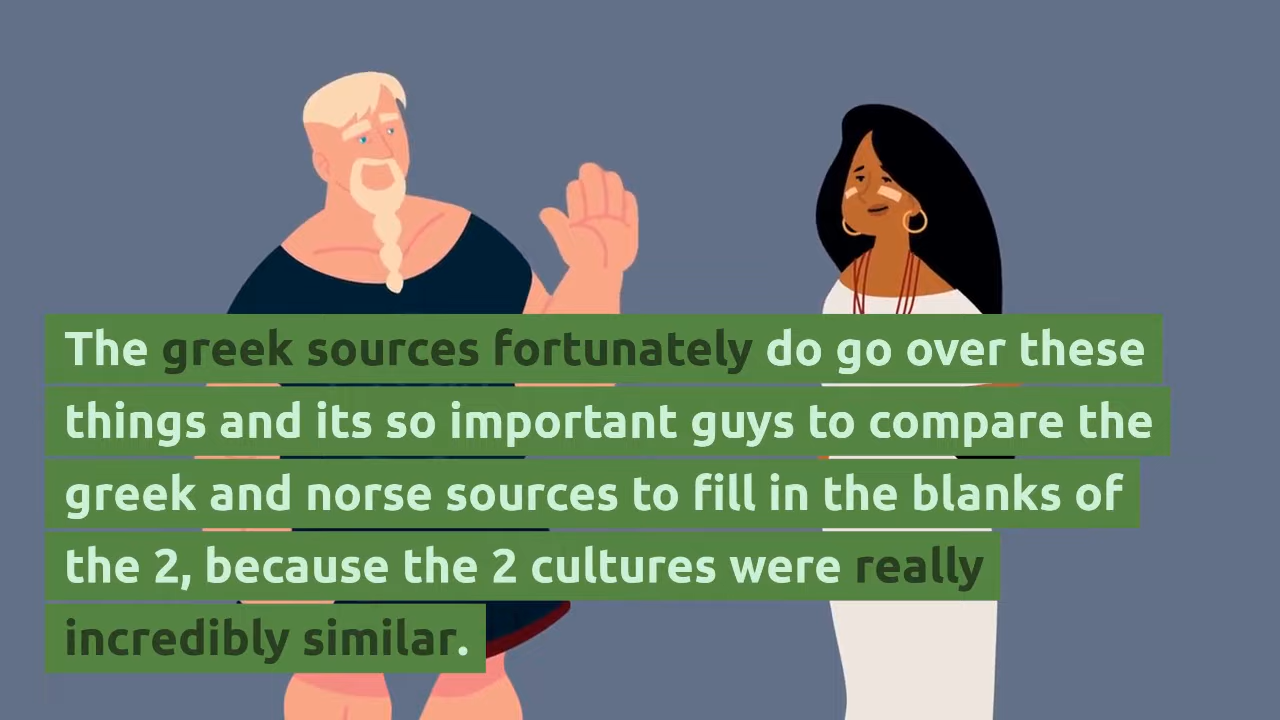 The greek sources fortunately do go over these
things and its so important guys to compare the
greek and norse sources to fill in the blanks of
the 2, because the 2 cultures were really
incredibly similar.